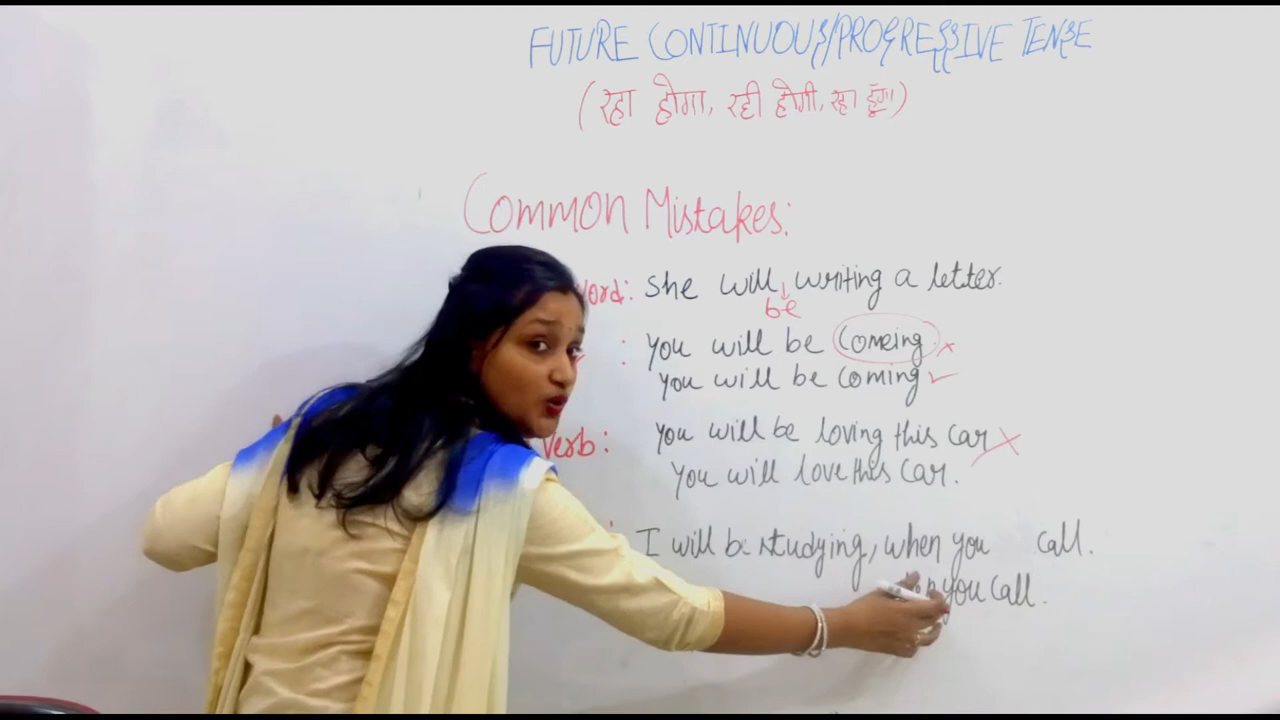 FUTURE CONTINUOUS/PROGRESSIVE TENSE
(रहा होगा, रही होगी, रहा हूँगा)
Common Mistakes:
word: She will writing a letter.
be
: You will be Comeing ×
You will be Coming ✓
Verb: You will be loving this Car ×
You will love this Car.
I will be studying, when you call.
you call.